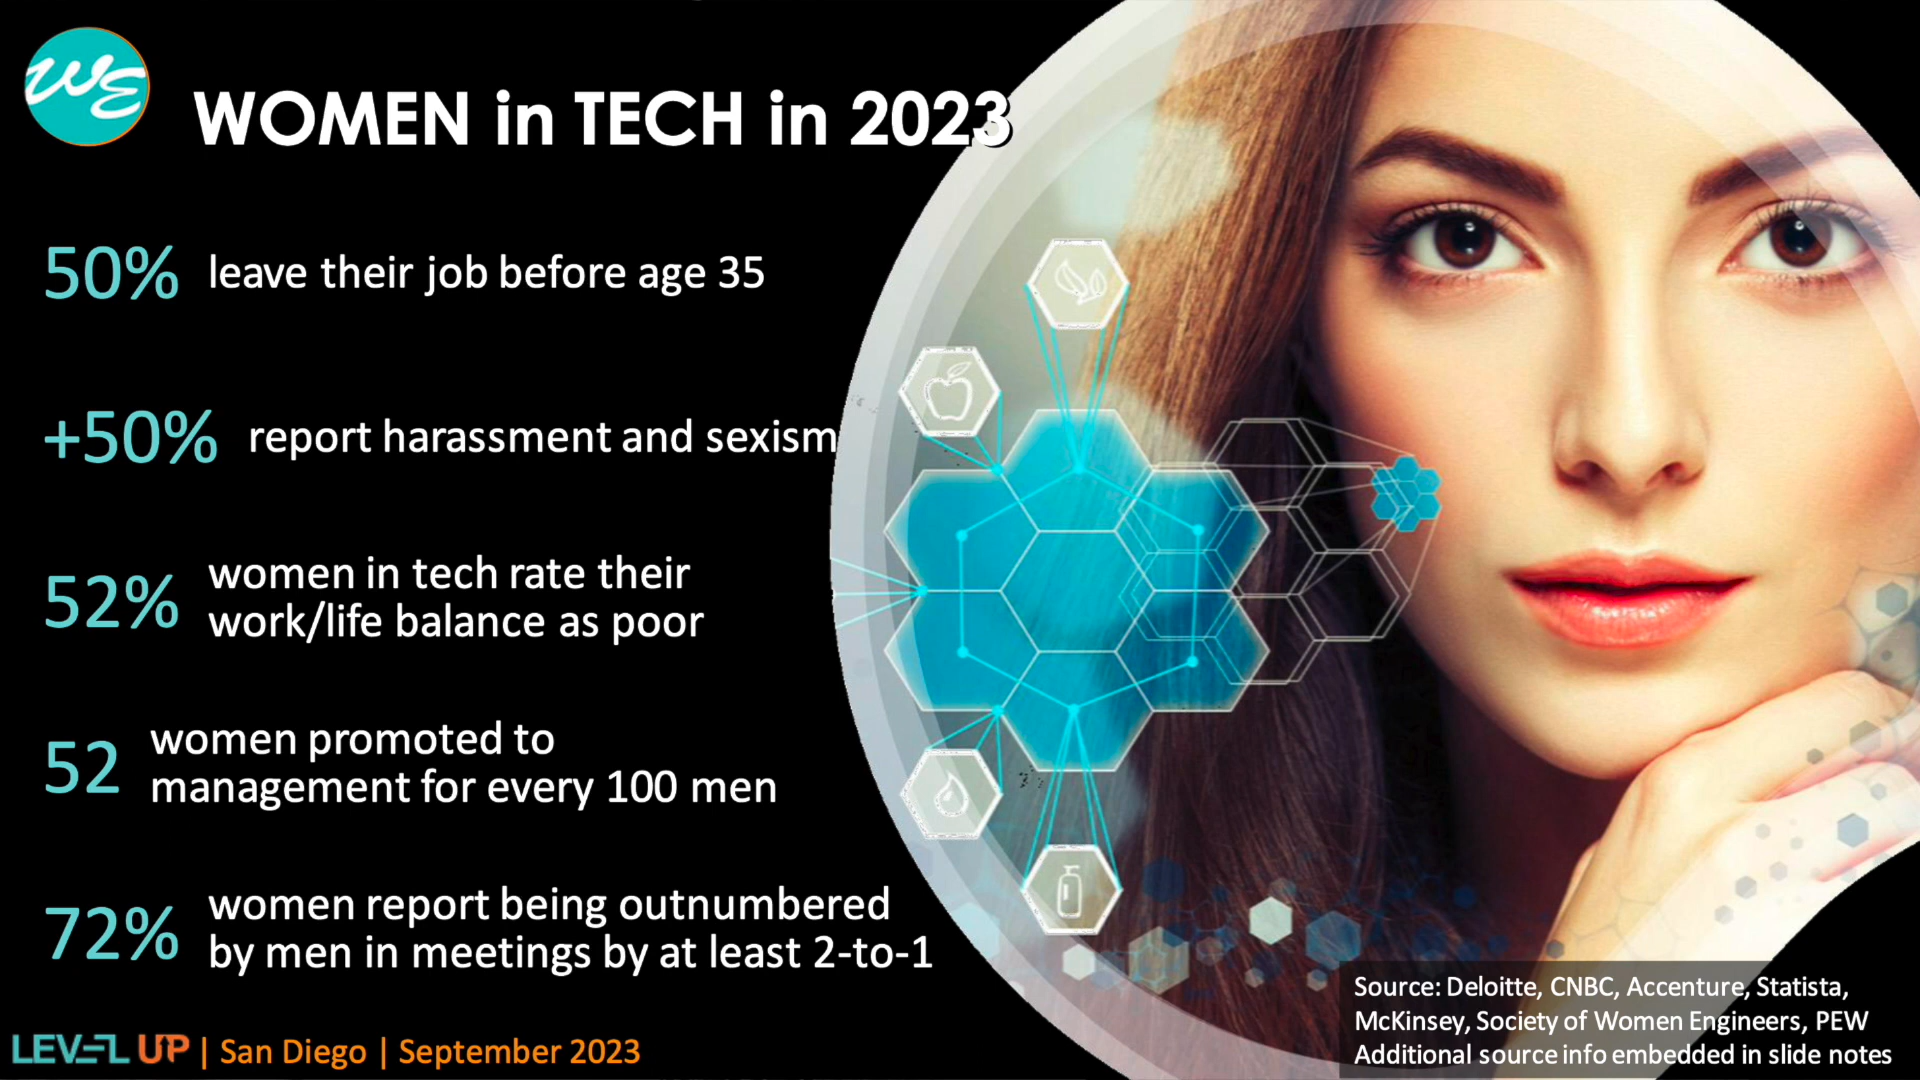 WE
WOMEN in TECH in 2023
50% leave their job before age 35
+50% report harassment and sexism
52% women in tech rate their
work/life balance as poor
52 women promoted to
management for every 100 men
72% women report being outnumbered
by men in meetings by at least 2-to-1
LEVEL UP | San Diego | September 2023
Source: Deloitte, CNBC, Accenture, Statista,
McKinsey, Society of Women Engineers, PEW
Additional source info embedded in slide notes